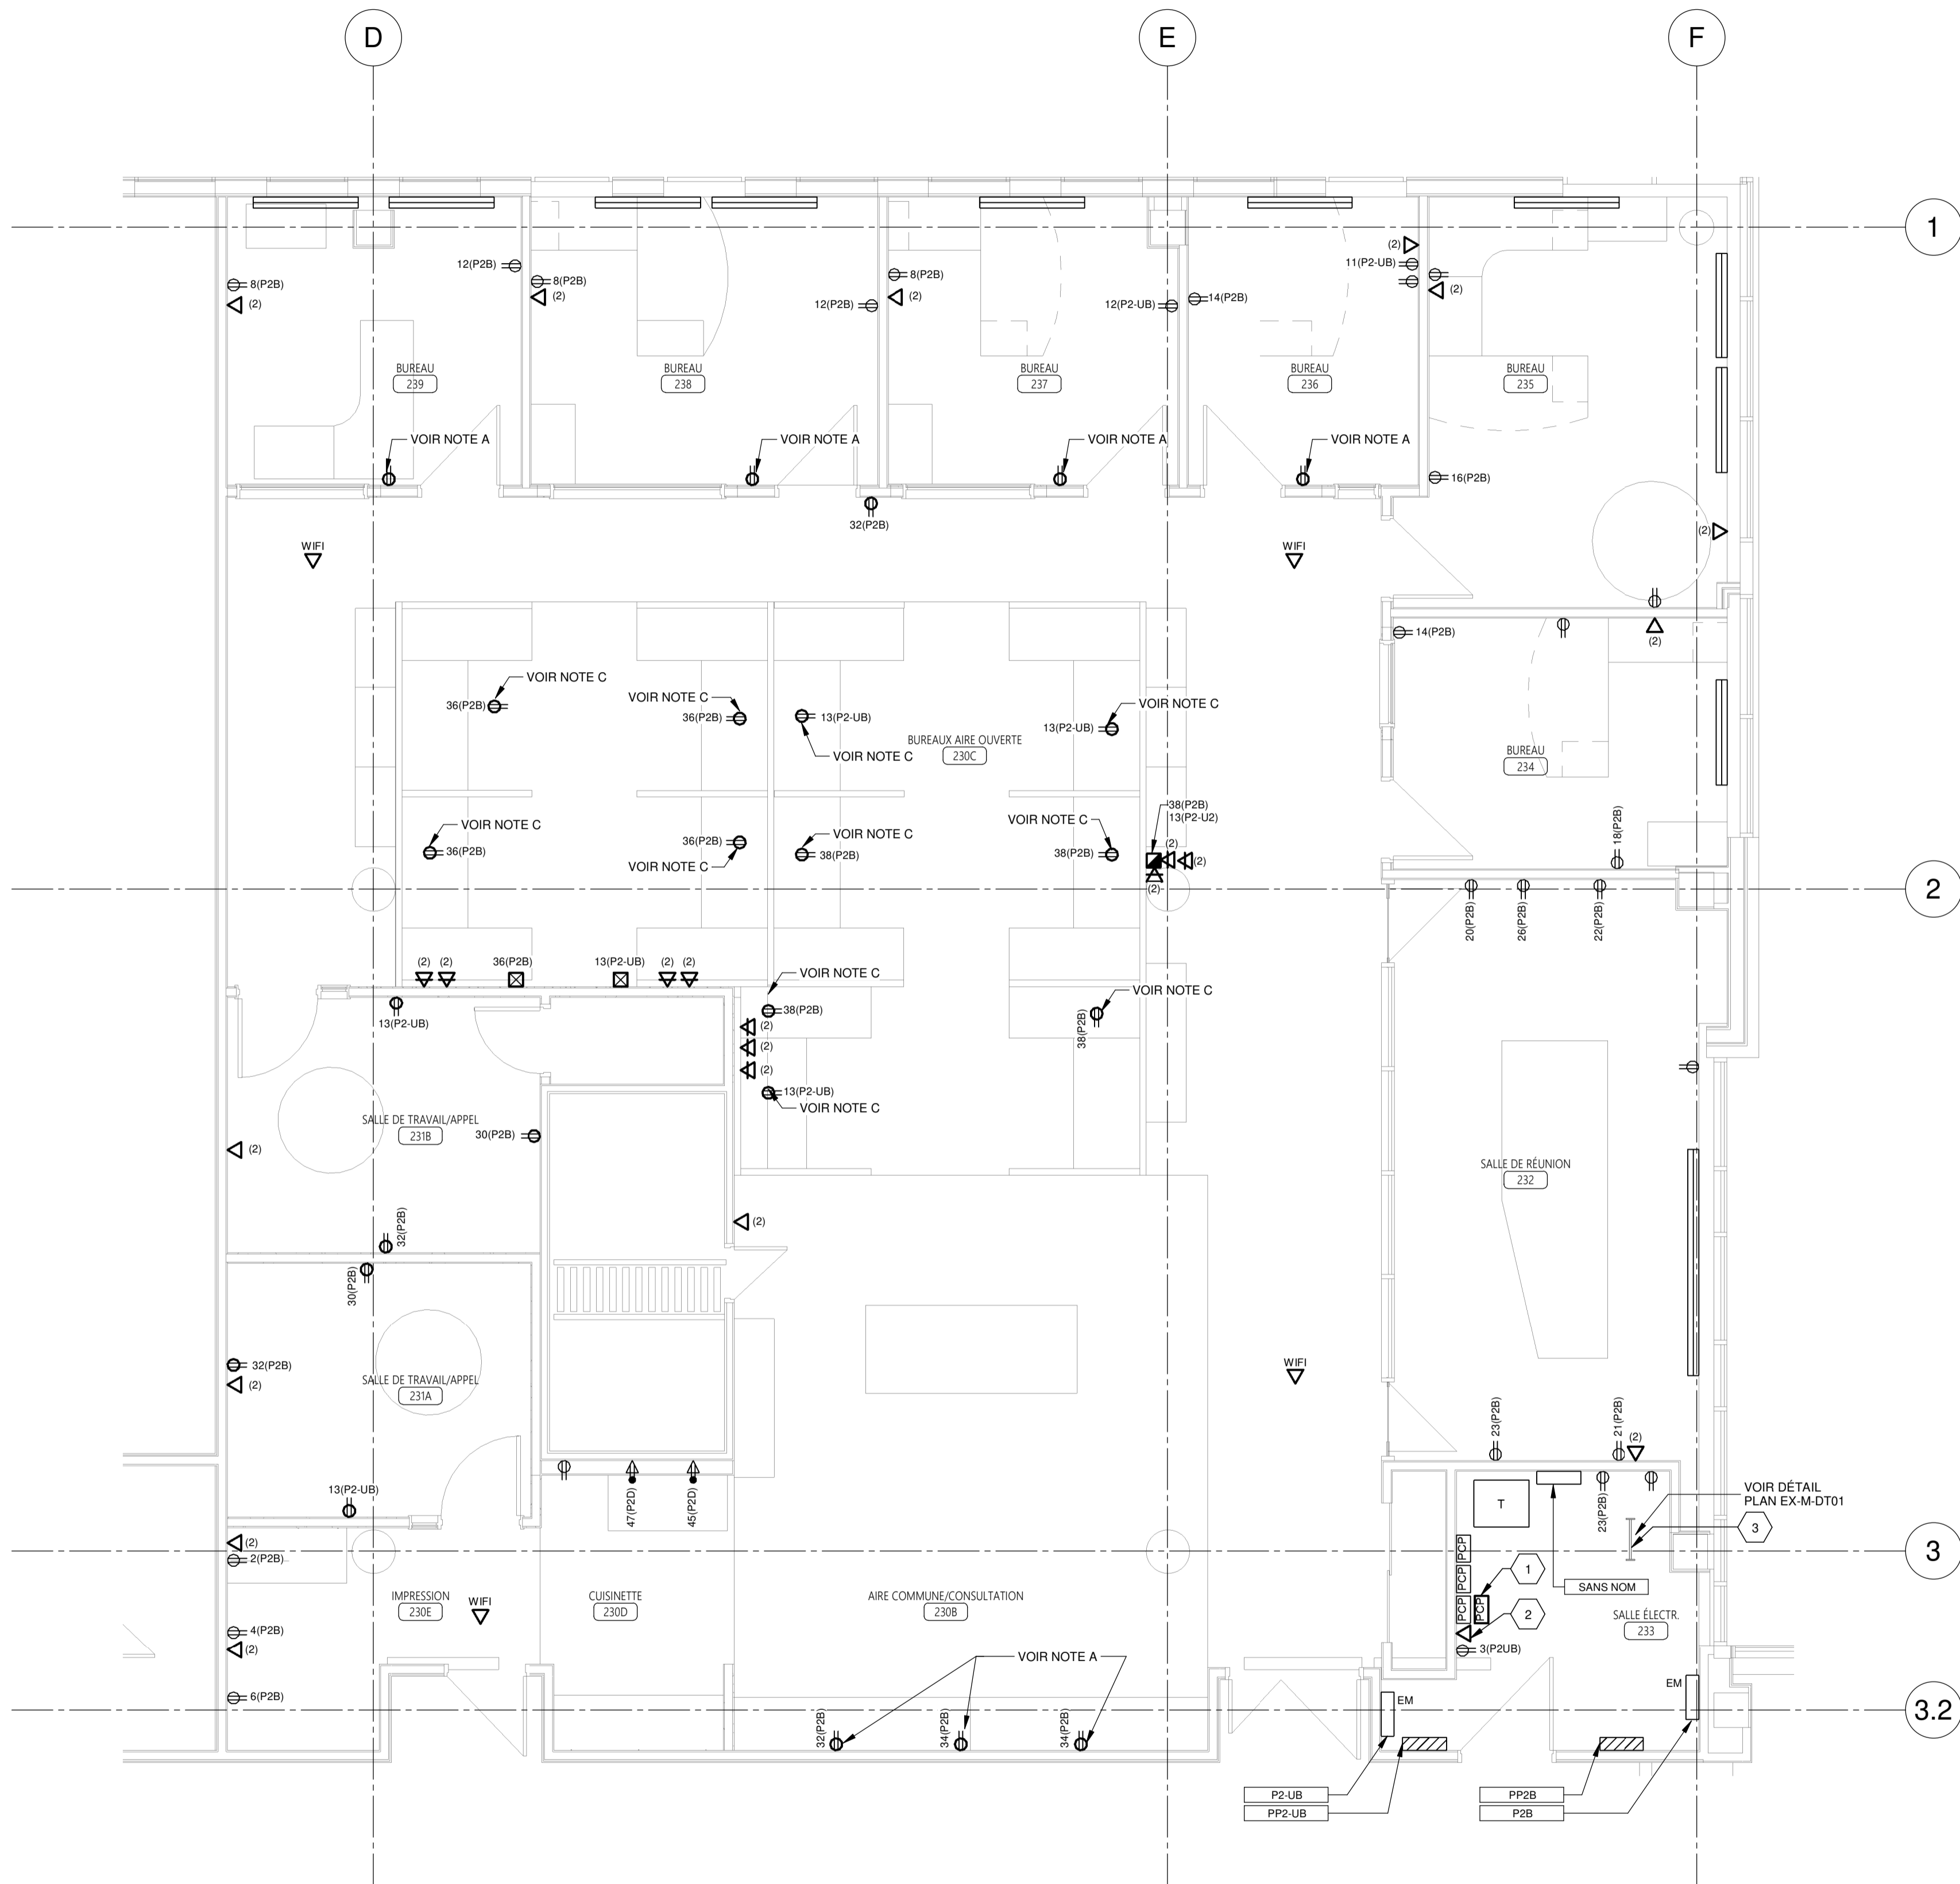 D
E
F
1
(2)
12(P2B)
11(P2-UB)
8(P2B)
(2)
8(P2B)
(2)
8(P2B)
(2)
(2)
12(P2B)
12(P2-UB)
14(P2B)
BUREAU
239
BUREAU
238
BUREAU
237
BUREAU
236
BUREAU
235
VOIR NOTE A
VOIR NOTE A
VOIR NOTE A
VOIR NOTE A
16(P2B)
32(P2B)
(2)
WIFI
WIFI
14(P2B)
(2)
VOIR NOTE C
VOIR NOTE C
VOIR NOTE C
36(P2B)
36(P2B)
13(P2-UB)
13(P2-UB)
BUREAUX AIRE OUVERTE
230C
VOIR NOTE C
BUREAU
234
38(P2B)
13(P2-U2)
VOIR NOTE C
VOIR NOTE C
VOIR NOTE C
36(P2B)
36(P2B)
38(P2B)
38(P2B)
VOIR NOTE C
(2)
(2)
(2)
18(P2B)
2
20(P2B)
26(P2B)
22(P2B)
(2)
(2)
36(P2B)
13(P2-UB)
(2)
(2)
VOIR NOTE C
VOIR NOTE C
38(P2B)
38(P2B)
13(P2-UB)
(2)
(2)
(2)
13(P2-UB)
VOIR NOTE C
SALLE DE TRAVAIL/APPEL
231B
30(P2B)
(2)
SALLE DE RÉUNION
232
(2)
32(P2B)
30(P2B)
32(P2B)
(2)
SALLE DE TRAVAIL/APPEL
231A
WIFI
23(P2B)
21(P2B)
(2)
13(P2-UB)
47(P2D)
45(P2D)
T
23(P2B)
VOIR DÉTAIL
PLAN EX-M-DT01
3
(2)
2(P2B)
PCP
PCP
PCP
PCP
1
2
SANS NOM
3
IMPRESSION
230E
WIFI
CUISINETTE
230D
AIRE COMMUNE/CONSULTATION
230B
SALLE ÉLECTR.
233
4(P2B)
(2)
3(P2UB)
VOIR NOTE A
6(P2B)
EM
EM
3.2
32(P2B)
34(P2B)
34(P2B)
P2-UB
PP2-UB
PP2B
P2B